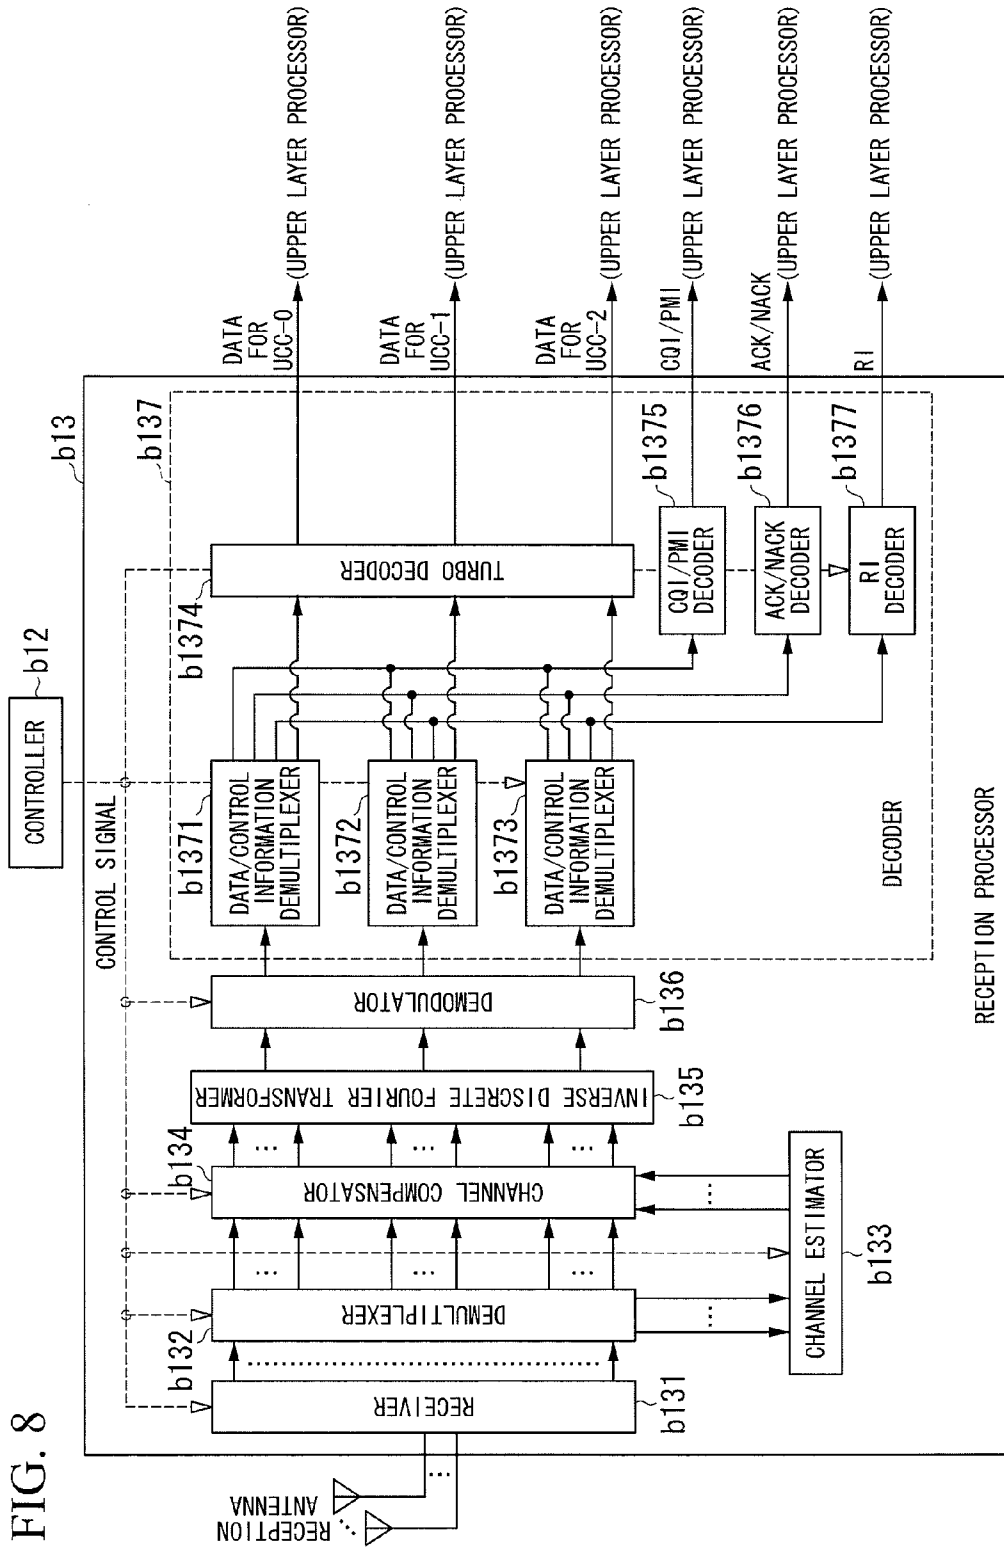 FIG. 8
CONTROLLER
b12
CONTROL SIGNAL
b13
RECEPTION
ANTENNA
...
...
RECEIVER
b131
DEMULTIPLEXER
b132
CHANNEL ESTIMATOR
b133
CHANNEL COMPENSATOR
b134
INVERSE DISCRETE FOURIER TRANSFORMER
b135
DEMODULATOR
b136
b137
b1371
DATA/CONTROL
INFORMATION
DEMULTIPLEXER
b1372
DATA/CONTROL
INFORMATION
DEMULTIPLEXER
b1373
DATA/CONTROL
INFORMATION
DEMULTIPLEXER
b1374
TURBO DECODER
b1375
CQI/PMI
DECODER
b1376
ACK/NACK
DECODER
b1377
RI
DECODER
DECODER
RECEPTION PROCESSOR
DATA
FOR
UCC-0
(UPPER LAYER PROCESSOR)
DATA
FOR
UCC-1
(UPPER LAYER PROCESSOR)
DATA
FOR
UCC-2
(UPPER LAYER PROCESSOR)
CQI/PMI
(UPPER LAYER PROCESSOR)
ACK/NACK
(UPPER LAYER PROCESSOR)
RI
(UPPER LAYER PROCESSOR)